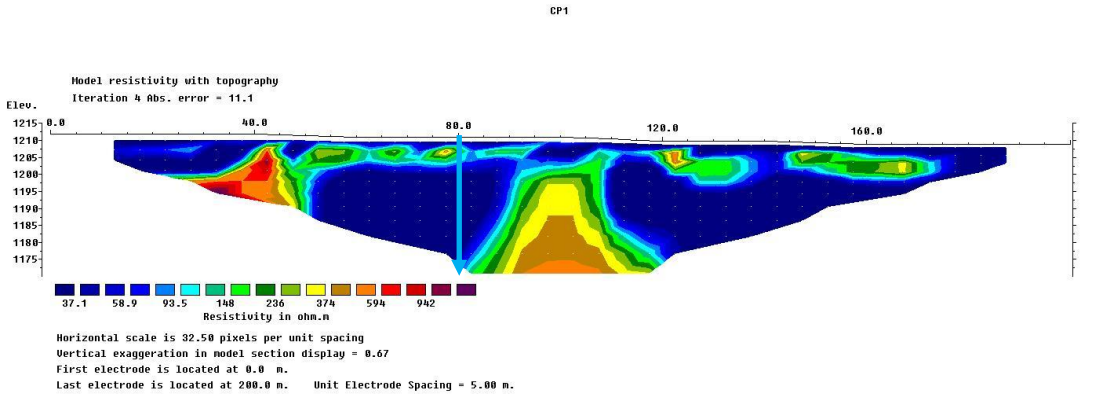 CP1
Model resistivity with topography
Iteration 4 Abs. error = 11.1
Elev.
0.0 40.0 80.0 120.0 160.0
1215
1210
1205
1200
1195
1190
1185
1180
1175
37.1 58.9 93.5 148 236 374 594 942
Resistivity in ohm.m
Horizontal scale is 32.50 pixels per unit spacing
Vertical exaggeration in model section display = 0.67
First electrode is located at 0.0 m.
Last electrode is located at 200.0 m. Unit Electrode Spacing = 5.00 m.